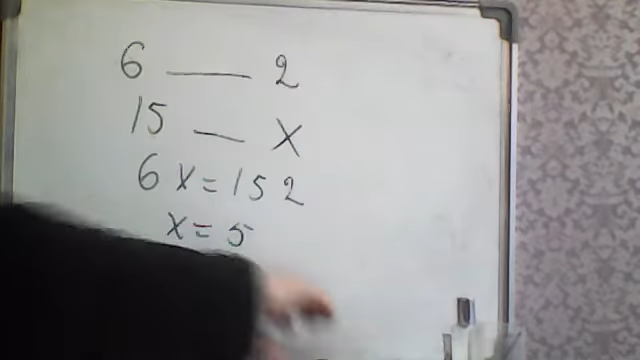 6 — 2
15 — X
6 x = 15 2
x = 5